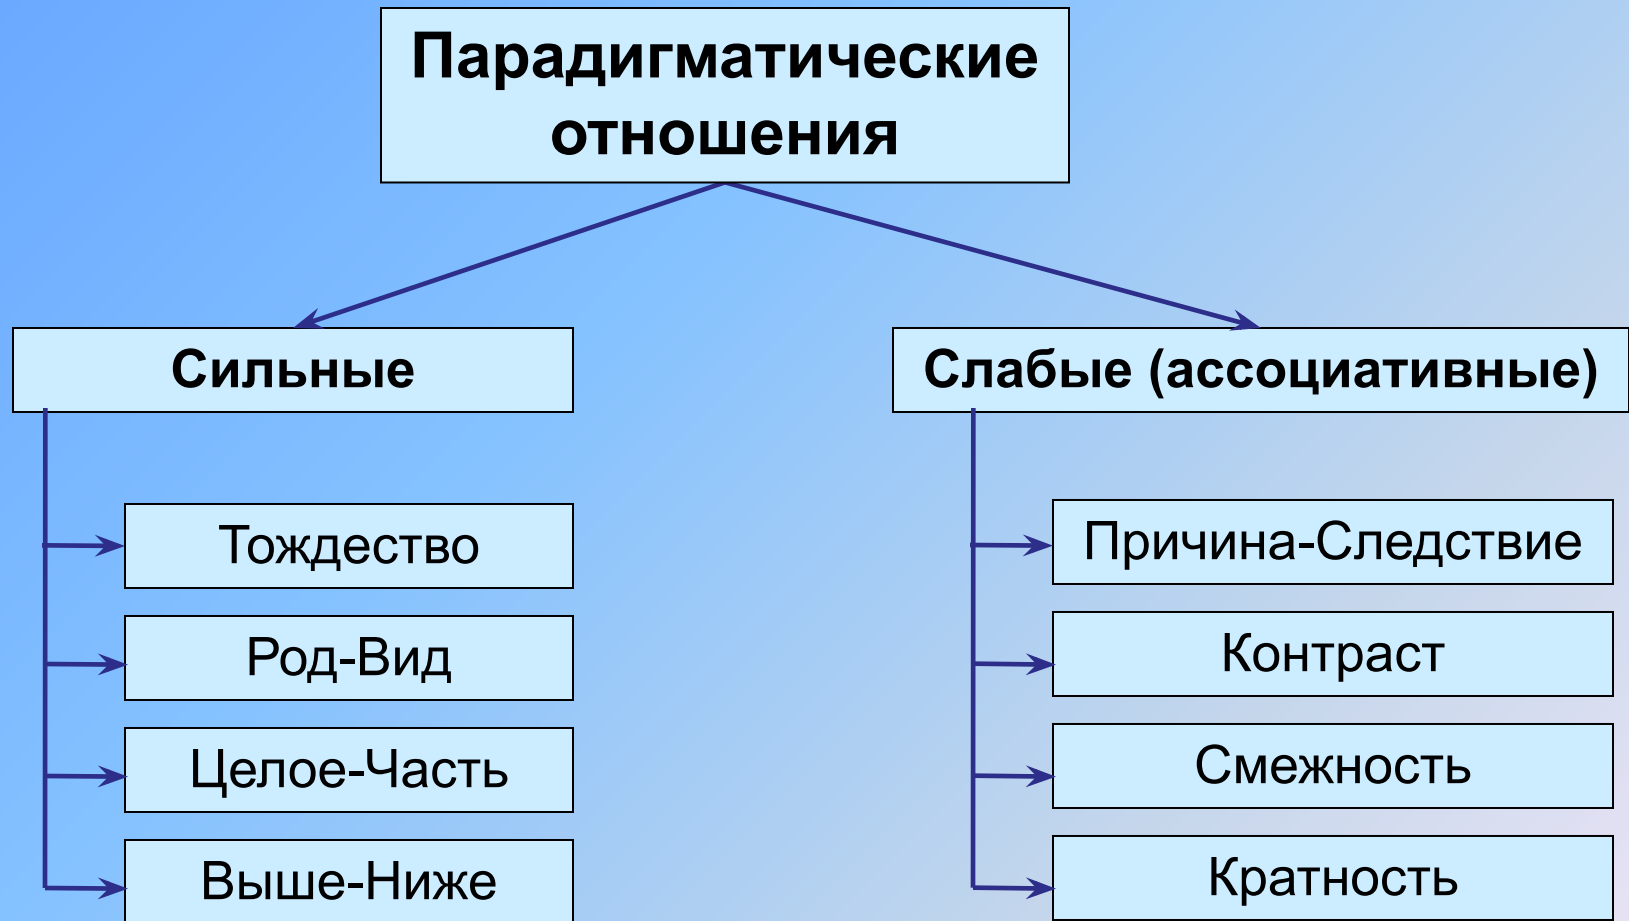 Парадигматические
отношения
Сильные
Тождество
Род-Вид
Целое-Часть
Выше-Ниже
Слабые (ассоциативные)
Причина-Следствие
Контраст
Смежность
Кратность